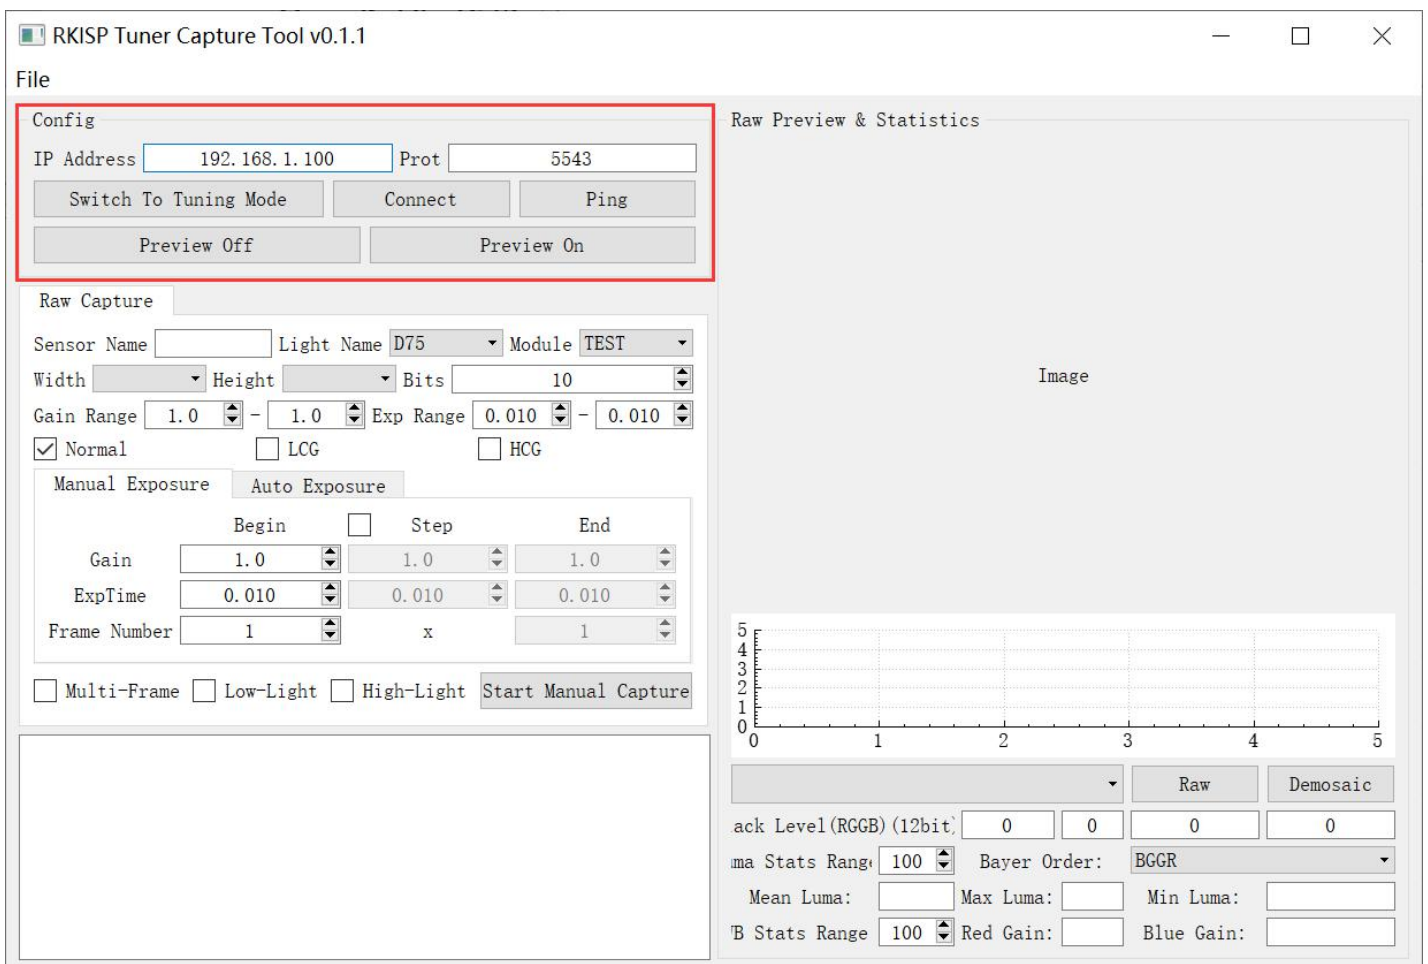 RKISP Tuner Capture Tool v0.1.1
File
Config
IP Address 192.168.1.100 Prot 5543
Switch To Tuning Mode Connect Ping
Preview Off Preview On
Raw Capture
Sensor Name Light Name D75 Module TEST
Width Height Bits 10
Gain Range 1.0 - 1.0 Exp Range 0.010 - 0.010
Normal LCG HCG
Manual Exposure Auto Exposure
Begin Step End
Gain 1.0 1.0 1.0
ExpTime 0.010 0.010 0.010
Frame Number 1 x 1
Multi-Frame Low-Light High-Light Start Manual Capture
Raw Preview & Statistics
Image
5
4
3
2
1
0
0 1 2 3 4 5
Raw Demosaic
ack Level(RGGB)(12bit) 0 0 0 0
ma Stats Rang 100 Bayer Order: BGGR
Mean Luma: Max Luma: Min Luma:
B Stats Range 100 Red Gain: Blue Gain: